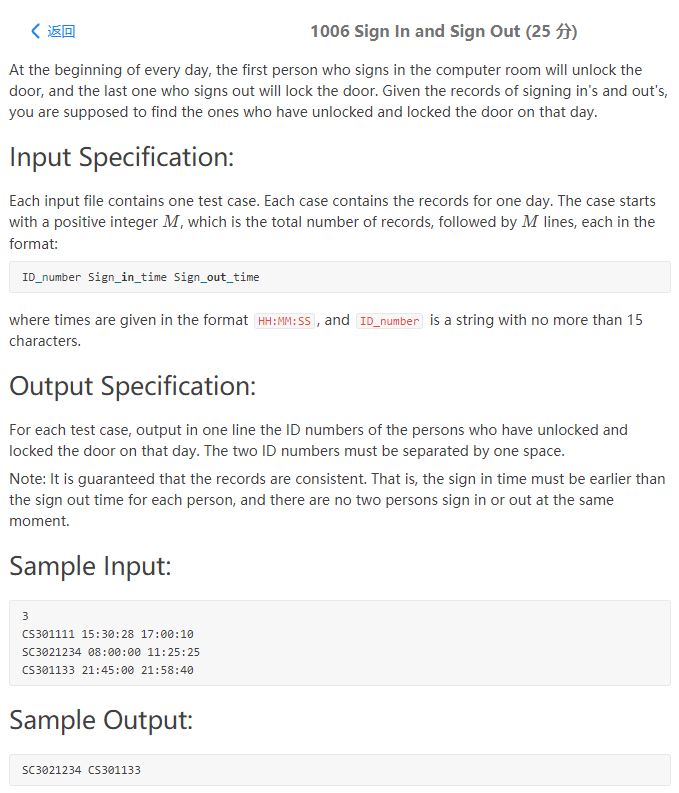 返回
1006 Sign In and Sign Out (25 分)
At the beginning of every day, the first person who signs in the computer room will unlock the
door, and the last one who signs out will lock the door. Given the records of signing in's and out's,
you are supposed to find the ones who have unlocked and locked the door on that day.
Input Specification:
Each input file contains one test case. Each case contains the records for one day. The case starts
with a positive integer M, which is the total number of records, followed by M lines, each in the
format:
ID_number Sign_in_time Sign_out_time
where times are given in the format HH:MM:SS, and ID_number is a string with no more than 15
characters.
Output Specification:
For each test case, output in one line the ID numbers of the persons who have unlocked and
locked the door on that day. The two ID numbers must be separated by one space.
Note: It is guaranteed that the records are consistent. That is, the sign in time must be earlier than
the sign out time for each person, and there are no two persons sign in or out at the same
moment.
Sample Input:
3
CS301111 15:30:28 17:00:10
SC3021234 08:00:00 11:25:25
CS301133 21:45:00 21:58:40
Sample Output:
SC3021234 CS301133